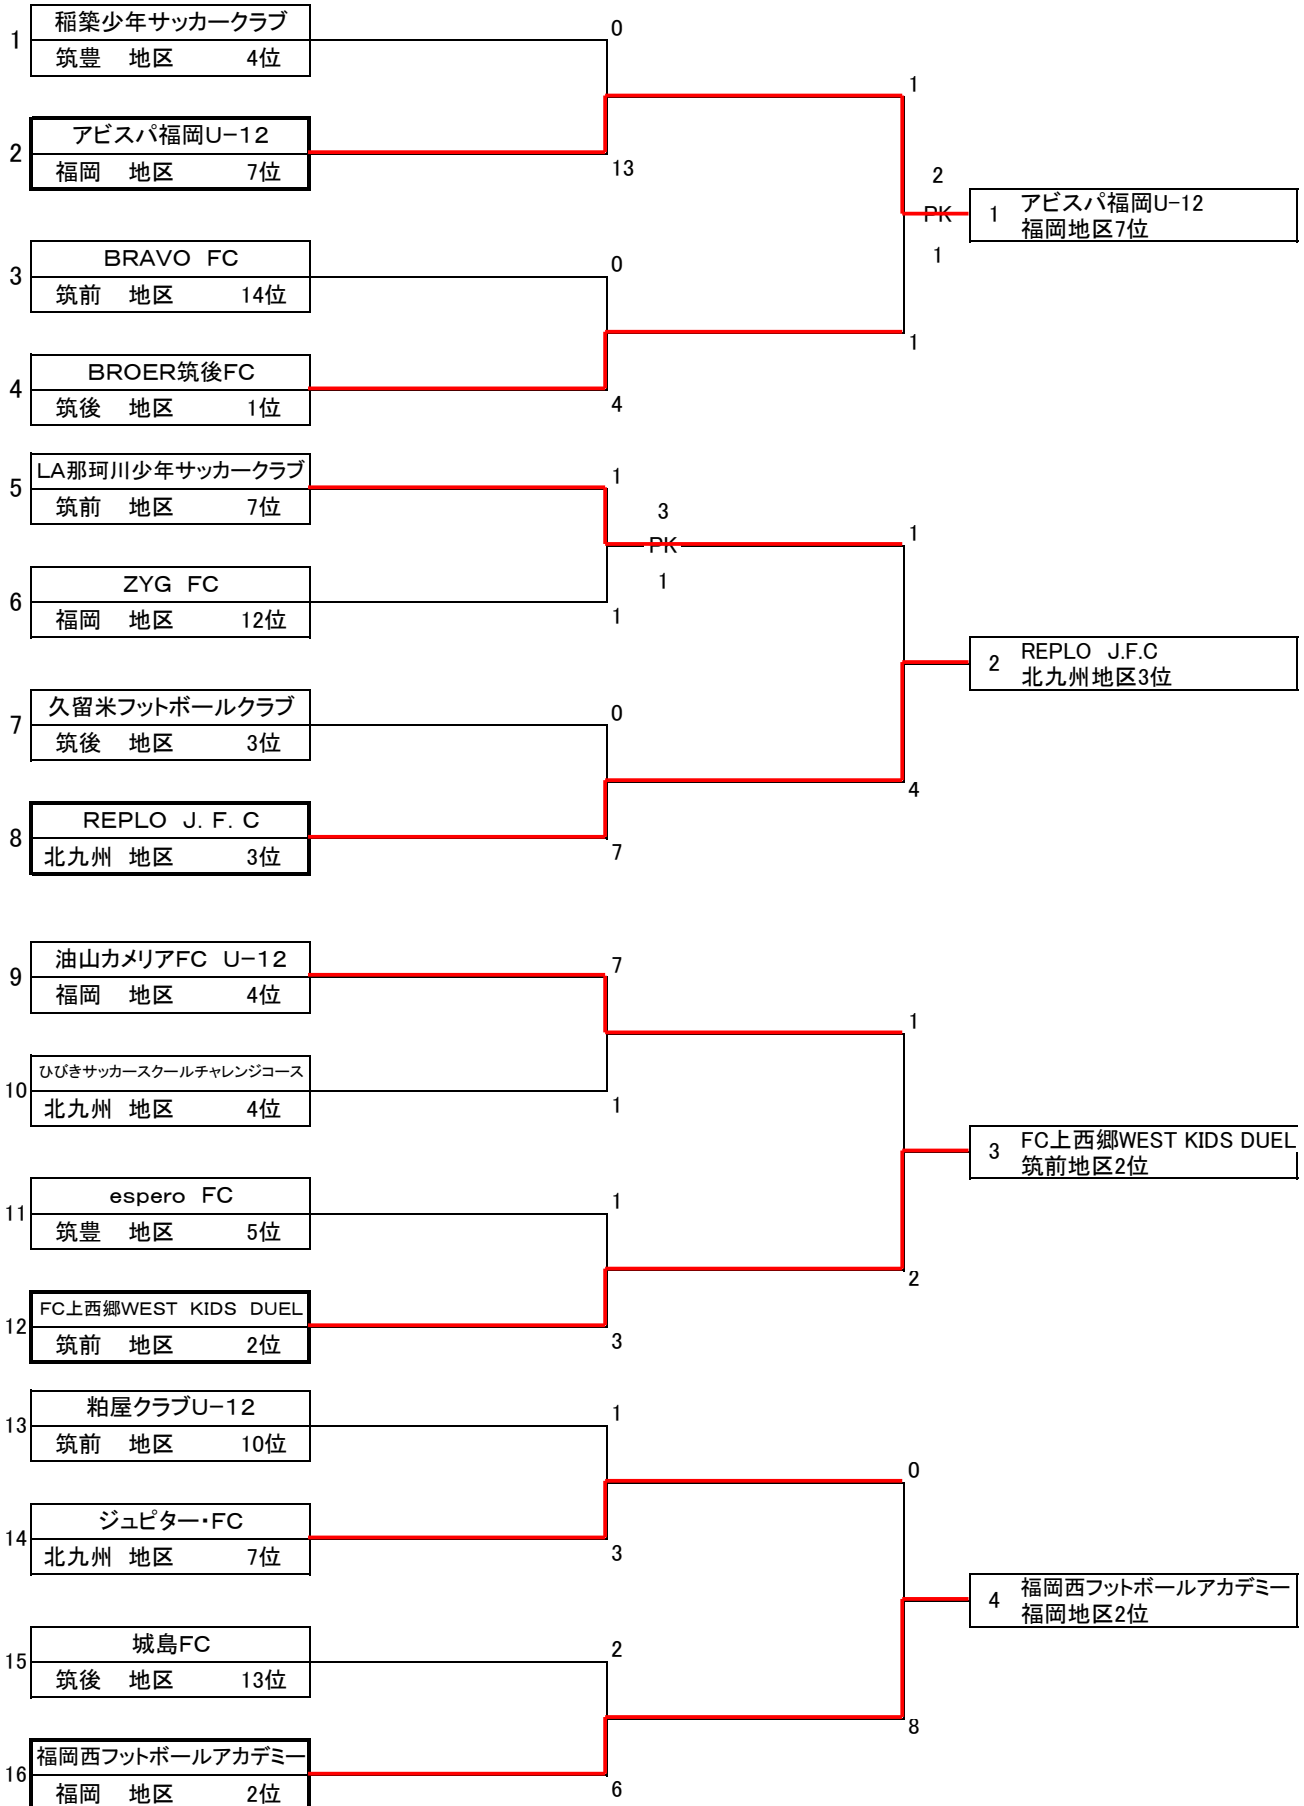 1
稲築少年サッカークラブ
筑豊 地区 4位
0
2
アビスパ福岡U-12
福岡 地区 7位
13
1
3
BRAVO FC
筑前 地区 14位
0
4
BROER筑後FC
筑後 地区 1位
4
1
2
PK
1
1 アビスパ福岡U-12
福岡地区7位
5
LA那珂川少年サッカークラブ
筑前 地区 7位
1
6
ZYG FC
福岡 地区 12位
1
3
PK
1
1
7
久留米フットボールクラブ
筑後 地区 3位
0
8
REPLO J.F.C
北九州 地区 3位
7
4
2 REPLO J.F.C
北九州地区3位
9
油山カメリアFC U-12
福岡 地区 4位
7
10
ひびきサッカースクールチャレンジコース
北九州 地区 4位
1
1
11
espero FC
筑豊 地区 5位
1
12
FC上西郷WEST KIDS DUEL
筑前 地区 2位
3
2
3 FC上西郷WEST KIDS DUEL
筑前地区2位
13
粕屋クラブU-12
筑前 地区 10位
1
14
ジュピター・FC
北九州 地区 7位
3
0
15
城島FC
筑後 地区 13位
2
16
福岡西フットボールアカデミー
福岡 地区 2位
6
8
4 福岡西フットボールアカデミー
福岡地区2位